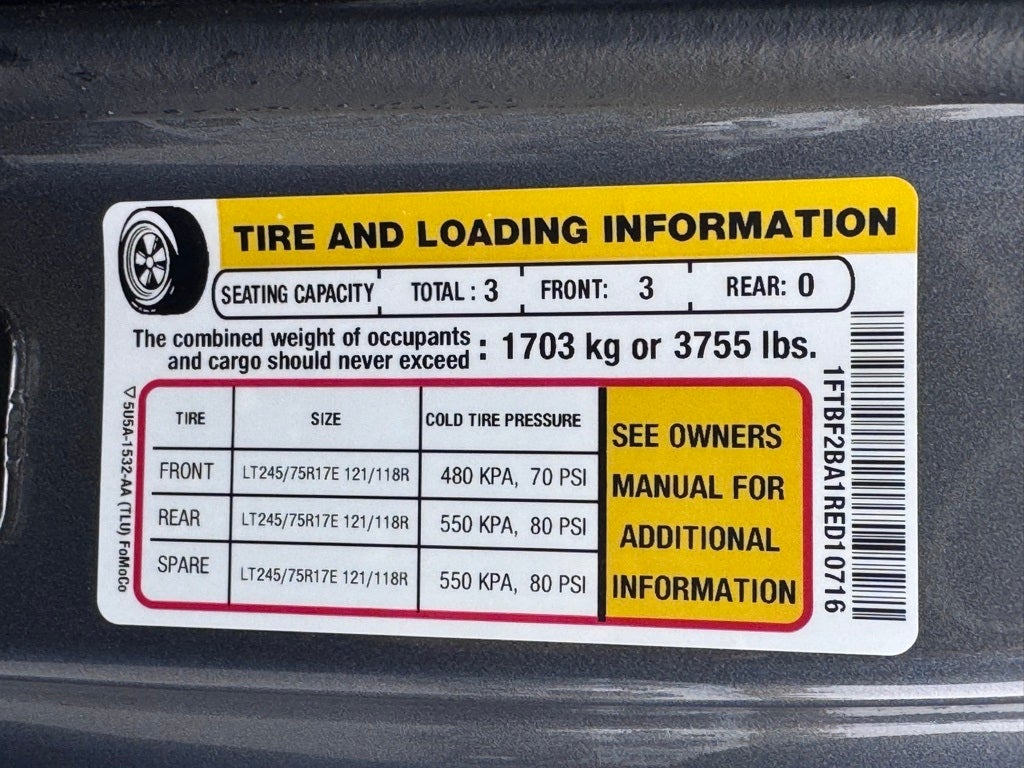 TIRE AND LOADING INFORMATION
SEATING CAPACITY TOTAL : 3 FRONT: 3 REAR: 0
The combined weight of occupants
and cargo should never exceed : 1703 kg or 3755 lbs.
TIRE SIZE COLD TIRE PRESSURE
FRONT LT245/75R17E 121/118R 480 KPA, 70 PSI
REAR LT245/75R17E 121/118R 550 KPA, 80 PSI
SPARE LT245/75R17E 121/118R 550 KPA, 80 PSI
SEE OWNERS
MANUAL FOR
ADDITIONAL
INFORMATION
1FTBF2BA1RED10716
5U5A-1532-AA (TLU) FoMoCo